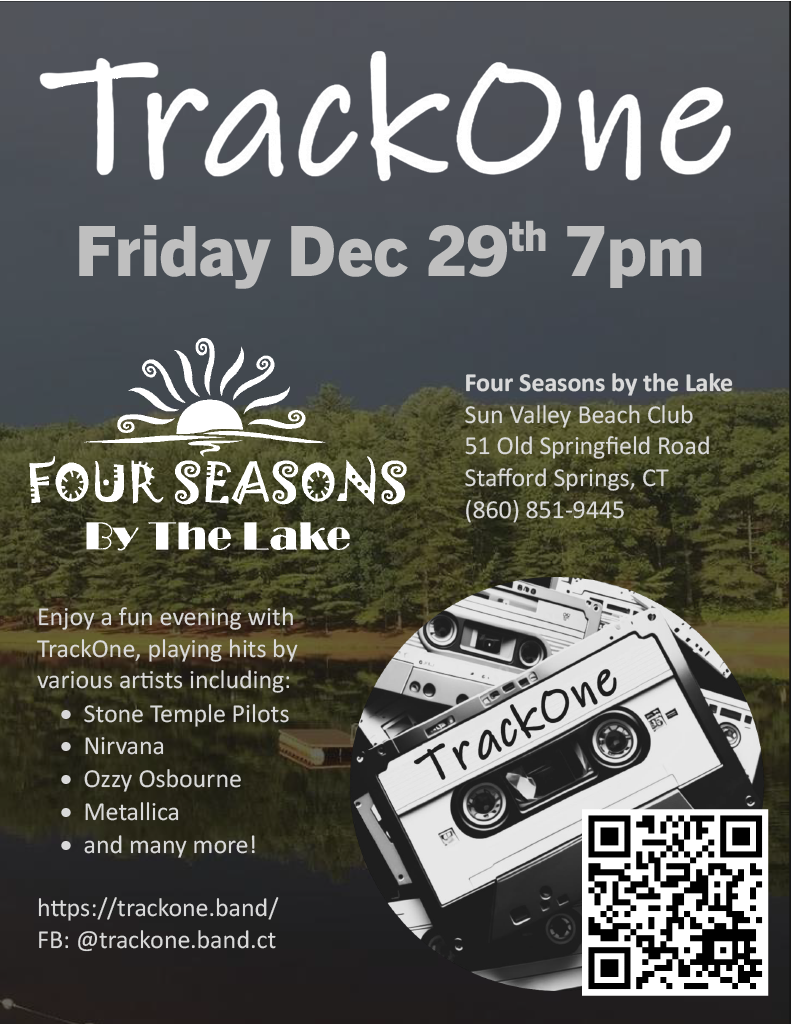 TrackOne
Friday Dec 29th 7pm
FOUR SEASONS
By The Lake
Four Seasons by the Lake
Sun Valley Beach Club
51 Old Springfield Road
Stafford Springs, CT
(860) 851-9445
Enjoy a fun evening with
TrackOne, playing hits by
various artists including:
• Stone Temple Pilots
• Nirvana
• Ozzy Osbourne
• Metallica
• and many more!
TrackOne
https://trackone.band/
FB: @trackone.band.ct